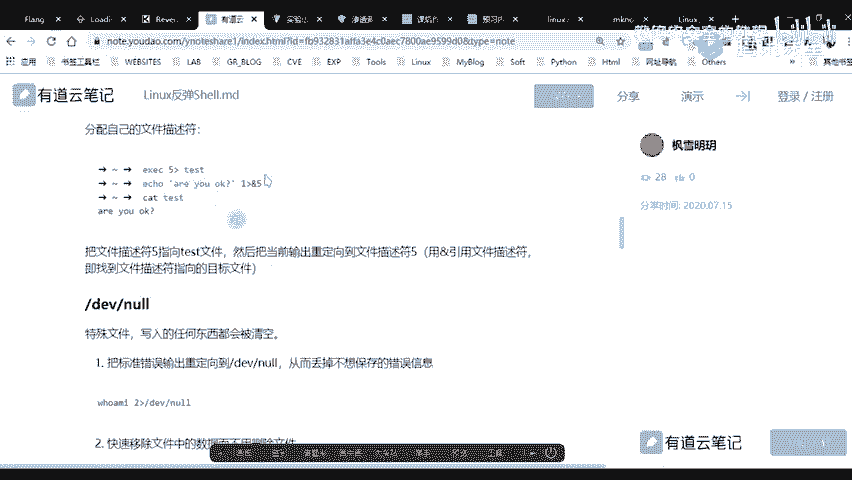 Flang
Loadi
Reve
有道云
实验
渗透
课后作
预习内
linux
mknc
Linux
note.youdao.com/ynoteshare1/index.html?id=fb932831affa3e4c0aec7800ae9599d0&type=note
应用 书签工具栏 WEBSITES LAB GR_BLOG CVE EXP Tools Linux MyBlog Soft Python Html 网址导航 Others
有道云笔记 Linux反弹Shell.md 分享 演示 登录 / 注册
分配自己的文件描述符：
枫雪明玥
➜ ~ ➜ exec 5> test
➜ ~ ➜ echo 'are you ok?' 1>&5
28 0
➜ ~ ➜ cat test
are you ok?
分享时间: 2020.07.15
把文件描述符5指向test文件，然后把当前输出重定向到文件描述符5（用&引用文件描述符，
即找到文件描述符指向的目标文件）
/dev/null
特殊文件，写入的任何东西都会被清空。
1. 把标准错误输出重定向到/dev/null，从而丢掉不想保存的错误信息
whoami 2>/dev/null
2. 快速移除文件中的数据而不用删除文件
有道云笔记